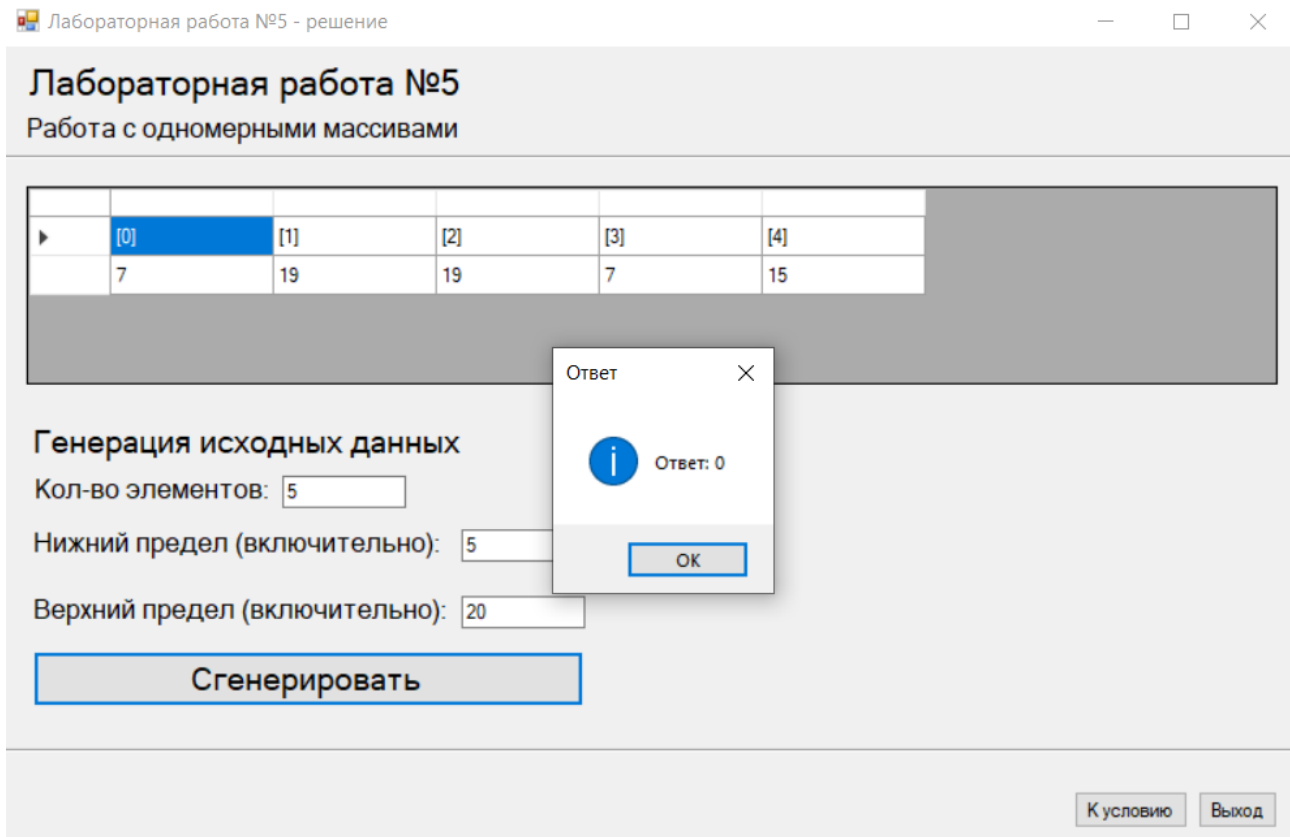 Лабораторная работа №5 - решение
Лабораторная работа №5
Работа с одномерными массивами
[0] [1] [2] [3] [4]
7 19 19 7 15
Ответ
Ответ: 0
OK
Генерация исходных данных
Кол-во элементов: 5
Нижний предел (включительно): 5
Верхний предел (включительно): 20
Сгенерировать
К условию Выход